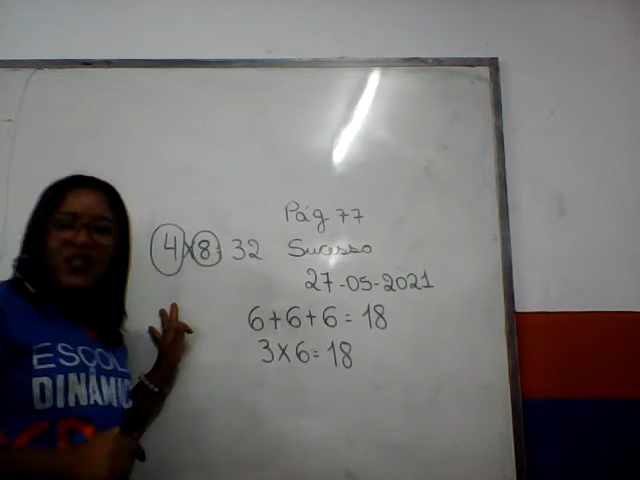 Pág 77
4x8=32 Sucesso
27-05-2021
6+6+6=18
3x6=18
ESCOL
DINÂMIC